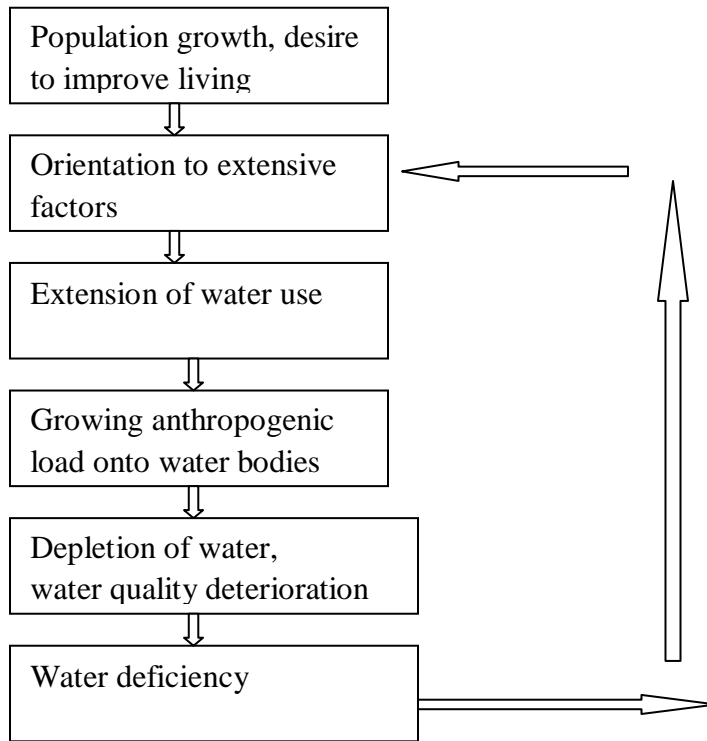 Population growth, desire
to improve living
Orientation to extensive
factors
Extension of water use
Growing anthropogenic
load onto water bodies
Depletion of water,
water quality deterioration
Water deficiency